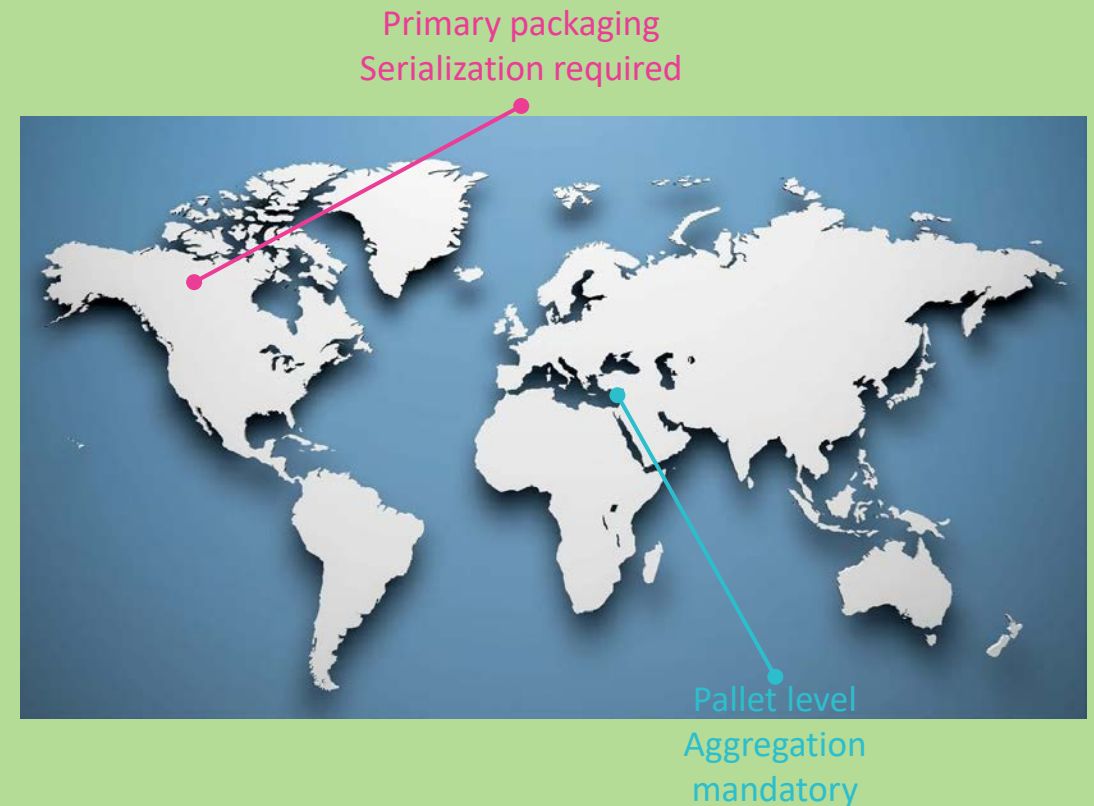 Primary packaging
Serialization required
Pallet level
Aggregation
mandatory